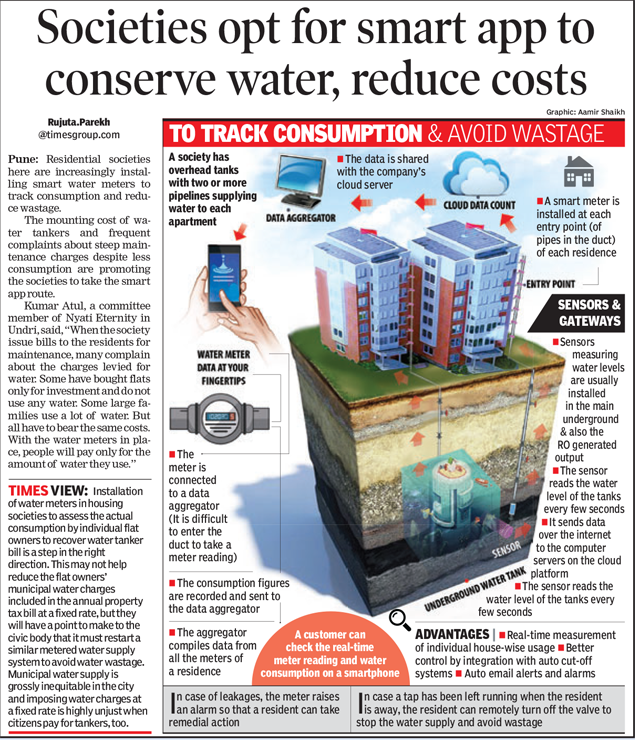 Societies opt for smart app to
conserve water, reduce costs
Rujuta.Parekh
@timesgroup.com
Pune: Residential societies
here are increasingly instal-
ling smart water meters to
track consumption and redu-
ce wastage.
The mounting cost of wa-
ter tankers and frequent
complaints about steep main-
tenance charges despite less
consumption are promoting
the societies to take the smart
app route.
Kumar Atul, a committee
member of Nyati Eternity in
Undri, said, “When the society
issue bills to the residents for
maintenance, many complain
about the charges levied for
water. Some have bought flats
only for investment and do not
use any water. Some large fa-
milies use a lot of water. But
all have to bear the same costs.
With the water meters in pla-
ce, people will pay only for the
amount of water they use.”
TIMES VIEW: Installation
of water meters in housing
societies to assess the actual
consumption by individual flat
owners to recover water tanker
bill is a step in the right
direction. This may not help
reduce the flat owners'
municipal water charges
included in the annual property
tax bill at a fixed rate, but they
will have a point to make to the
civic body that it must restart a
similar metered water supply
system to avoid water wastage.
Municipal water supply is
grossly inequitable in the city
and imposing water charges at
a fixed rate is highly unjust when
citizens pay for tankers, too.
Graphic: Aamir Shaikh
TO TRACK CONSUMPTION & AVOID WASTAGE
A society has
overhead tanks
with two or more
pipelines supplying
water to each
apartment
DATA AGGREGATOR
■ The data is shared
with the company's
cloud server
CLOUD DATA COUNT
■ A smart meter is
installed at each
entry point (of
pipes in the duct)
of each residence
ENTRY POINT
SENSORS &
GATEWAYS
■ Sensors
measuring
water levels
are usually
installed
in the main
underground
& also the
RO generated
output
■ The sensor
reads the water
level of the tanks
every few seconds
■ It sends data
over the internet
to the computer
servers on the cloud
platform
■ The sensor reads the
water level of the tanks every
few seconds
WATER METER
DATA AT YOUR
FINGERTIPS
■ The
meter is
connected
to a data
aggregator
(It is difficult
to enter the
duct to take a
meter reading)
■ The consumption figures
are recorded and sent to
the data aggregator
■ The aggregator
compiles data from
all the meters of
a residence
SENSOR
UNDERGROUND WATER TANK
A customer can
check the real-time
meter reading and water
consumption on a smartphone
ADVANTAGES | ■ Real-time measurement
of individual house-wise usage ■ Better
control by integration with auto cut-off
systems ■ Auto email alerts and alarms
In case of leakages, the meter raises
an alarm so that a resident can take
remedial action
In case a tap has been left running when the resident
is away, the resident can remotely turn off the valve to
stop the water supply and avoid wastage